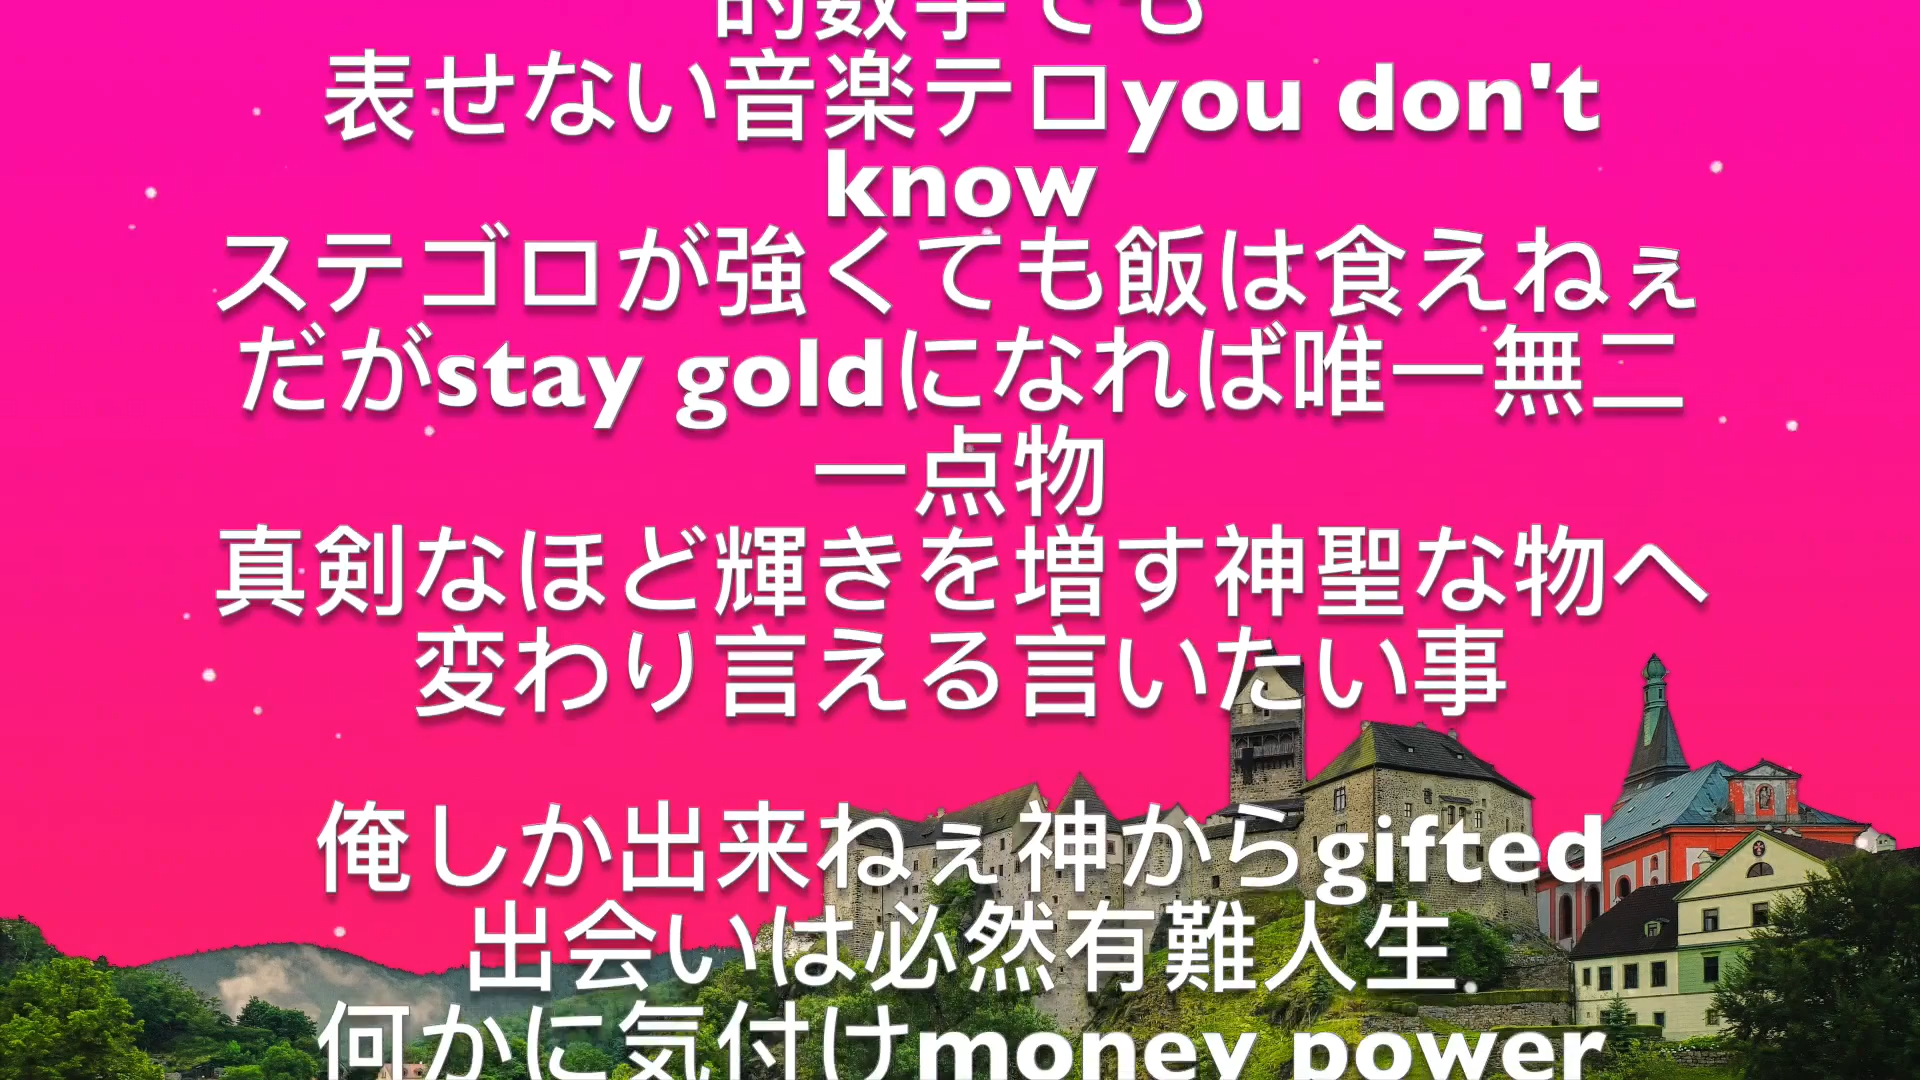 的数字でも
表せない音楽テロyou don't
know
ステゴロが強くても飯は食えねぇ
だがstay goldになれば唯一無二
一点物
真剣なほど輝きを増す神聖な物へ
変わり言える言いたい事
俺しか出来ねぇ神からgifted
出会いは必然有難人生
何かに気付けmoney power